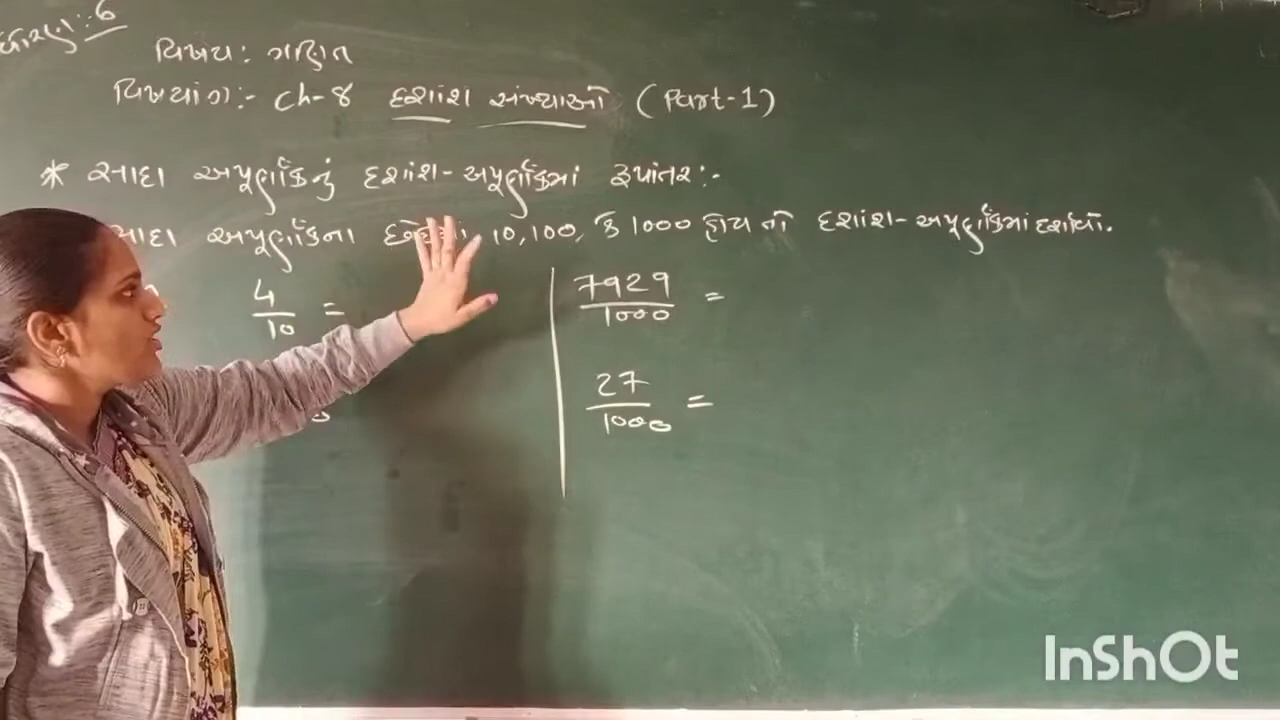 ધોરણ :- 6
વિષય : ગણિત
વિષયાંગ :- Ch-8 દશાંશ સંખ્યાઓ (Part-1)
* સાદા અપૂર્ણાંકનું દશાંશ-અપૂર્ણાંકમાં રૂપાંતર :-
સાદા અપૂર્ણાંકના છેદમાં 10, 100, કે 1000 હોય તો દશાંશ-અપૂર્ણાંકમાં દર્શાવો.
4/10 =
7929/1000 =
27/1000 =
InShOt